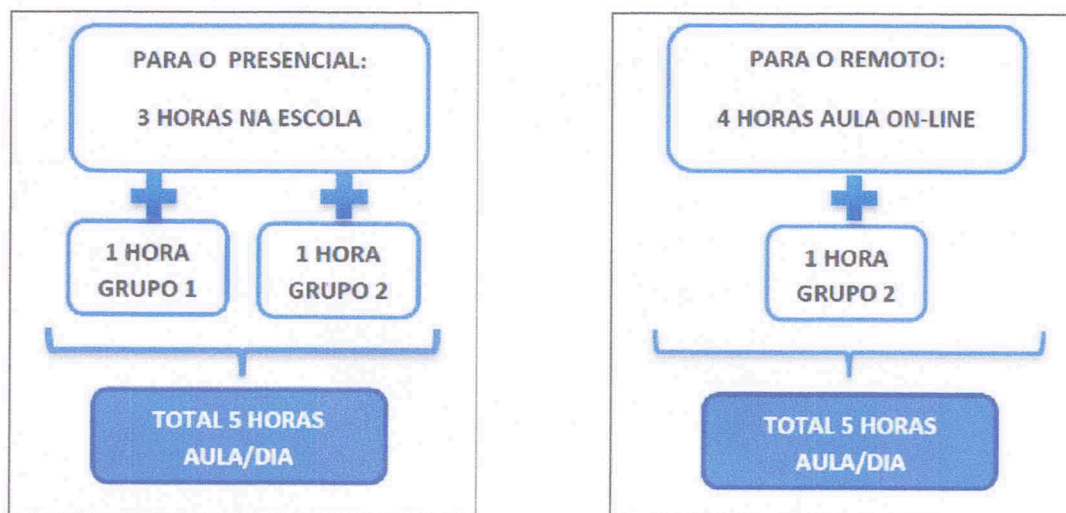 PARA O PRESENCIAL:
3 HORAS NA ESCOLA
1 HORA
GRUPO 1
1 HORA
GRUPO 2
TOTAL 5 HORAS
AULA/DIA
PARA O REMOTO:
4 HORAS AULA ON-LINE
1 HORA
GRUPO 2
TOTAL 5 HORAS
AULA/DIA